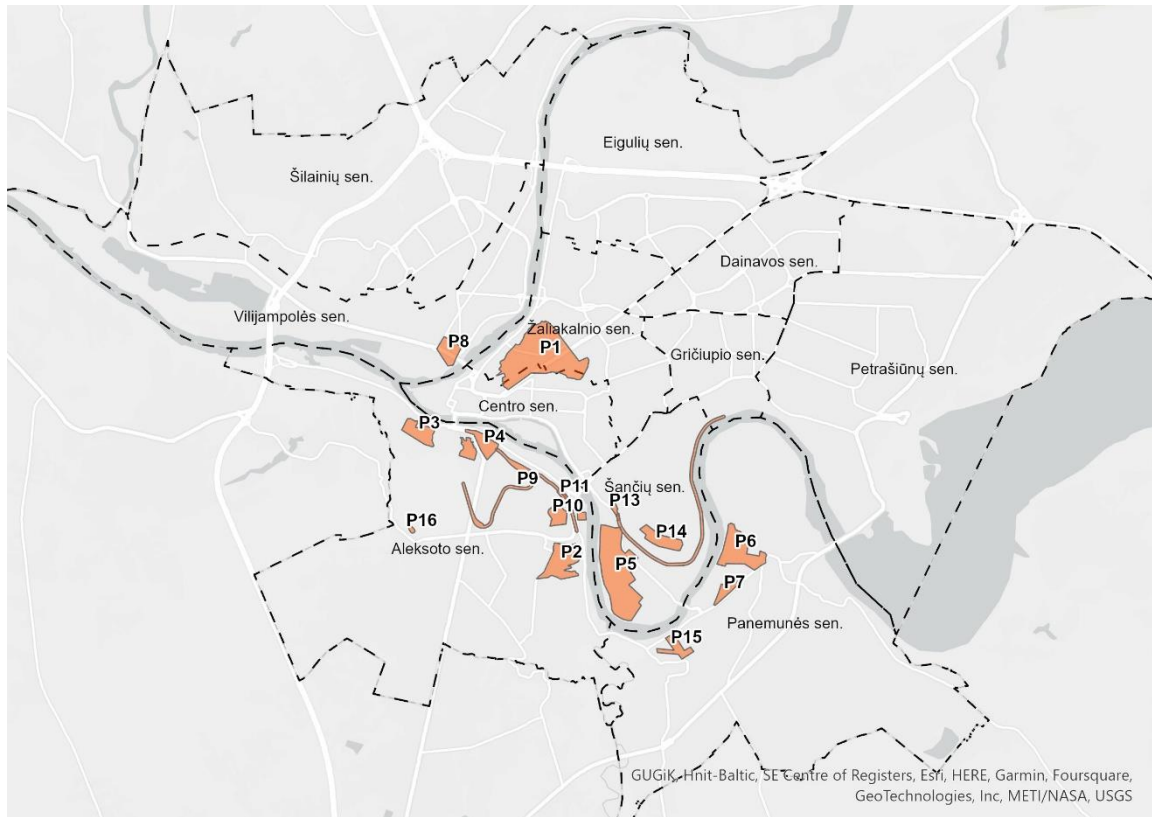 Eigulių sen.
Šilainių sen.
Dainavos sen.
Vilijampolės sen.
Žaliakalnio sen.
P8
P1
Gričiupio sen.
Petrašiūnų sen.
Centro sen.
P3
P4
P9
P11
Šančių sen.
P10
P13
P16
P14
Aleksoto sen.
P2
P6
P5
P7
Panemunės sen.
P15
GUGiK, Hnit-Baltic, SE Centre of Registers, Esri, HERE, Garmin, Foursquare,
GeoTechnologies, Inc, METI/NASA, USGS